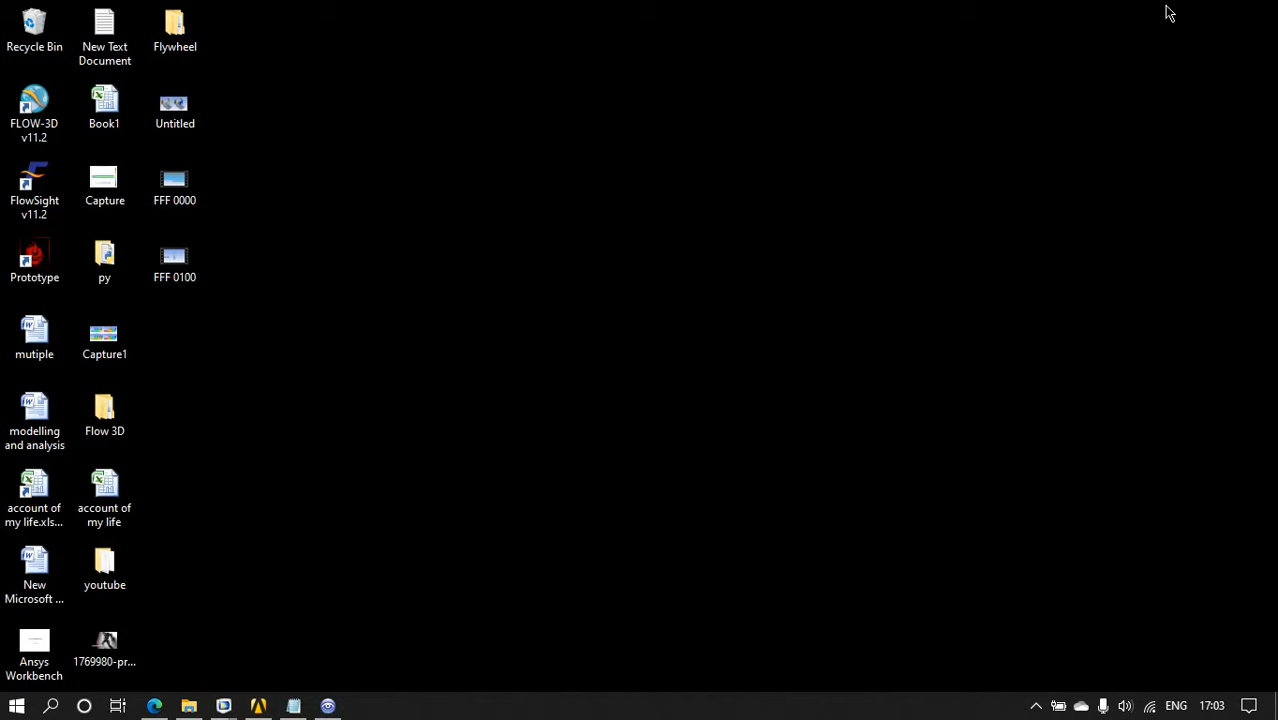 Recycle Bin
New Text
Document
Flywheel
FLOW-3D
v11.2
Book1
Untitled
FlowSight
v11.2
Capture
FFF 0000
Prototype
py
FFF 0100
mutiple
Capture1
modelling
and analysis
Flow 3D
account of
my life.xls...
account of
my life
New
Microsoft ...
youtube
Ansys
Workbench
1769980-pr...
ENG
17:03